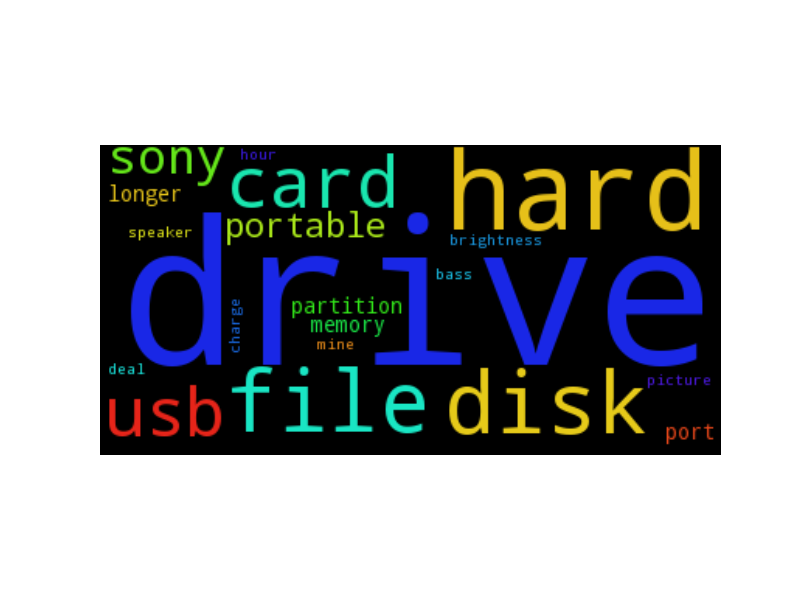 sony
hour
card
hard
longer
portable
speaker
brightness
drive
bass
charge
partition
memory
mine
deal
file
disk
picture
usb
port